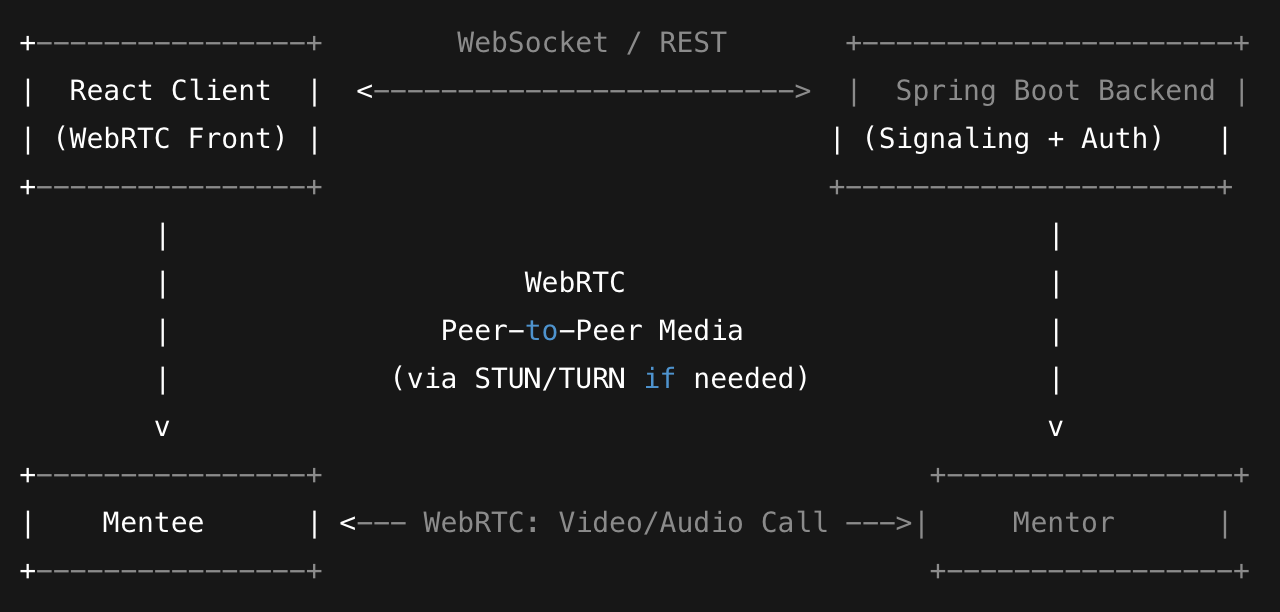 +----------------+        WebSocket / REST       +----------------------+
|  React Client  |  <------------------------->  |  Spring Boot Backend |
| (WebRTC Front) |                              | (Signaling + Auth)   |
+----------------+                              +----------------------+
        |                                                    |
        |                     WebRTC                         |
        |                Peer-to-Peer Media                  |
        |             (via STUN/TURN if needed)              |
        v                                                    v
+----------------+                                    +-----------------+
|    Mentee      | <--- WebRTC: Video/Audio Call --->|     Mentor      |
+----------------+                                    +-----------------+